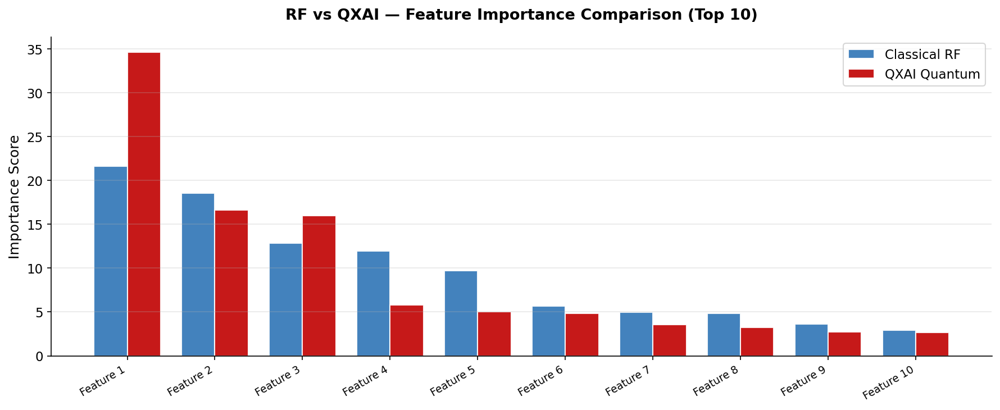 RF vs QXAI — Feature Importance Comparison (Top 10)
Classical RF
QXAI Quantum
Importance Score
35
30
25
20
15
10
5
0
Feature 1
Feature 2
Feature 3
Feature 4
Feature 5
Feature 6
Feature 7
Feature 8
Feature 9
Feature 10